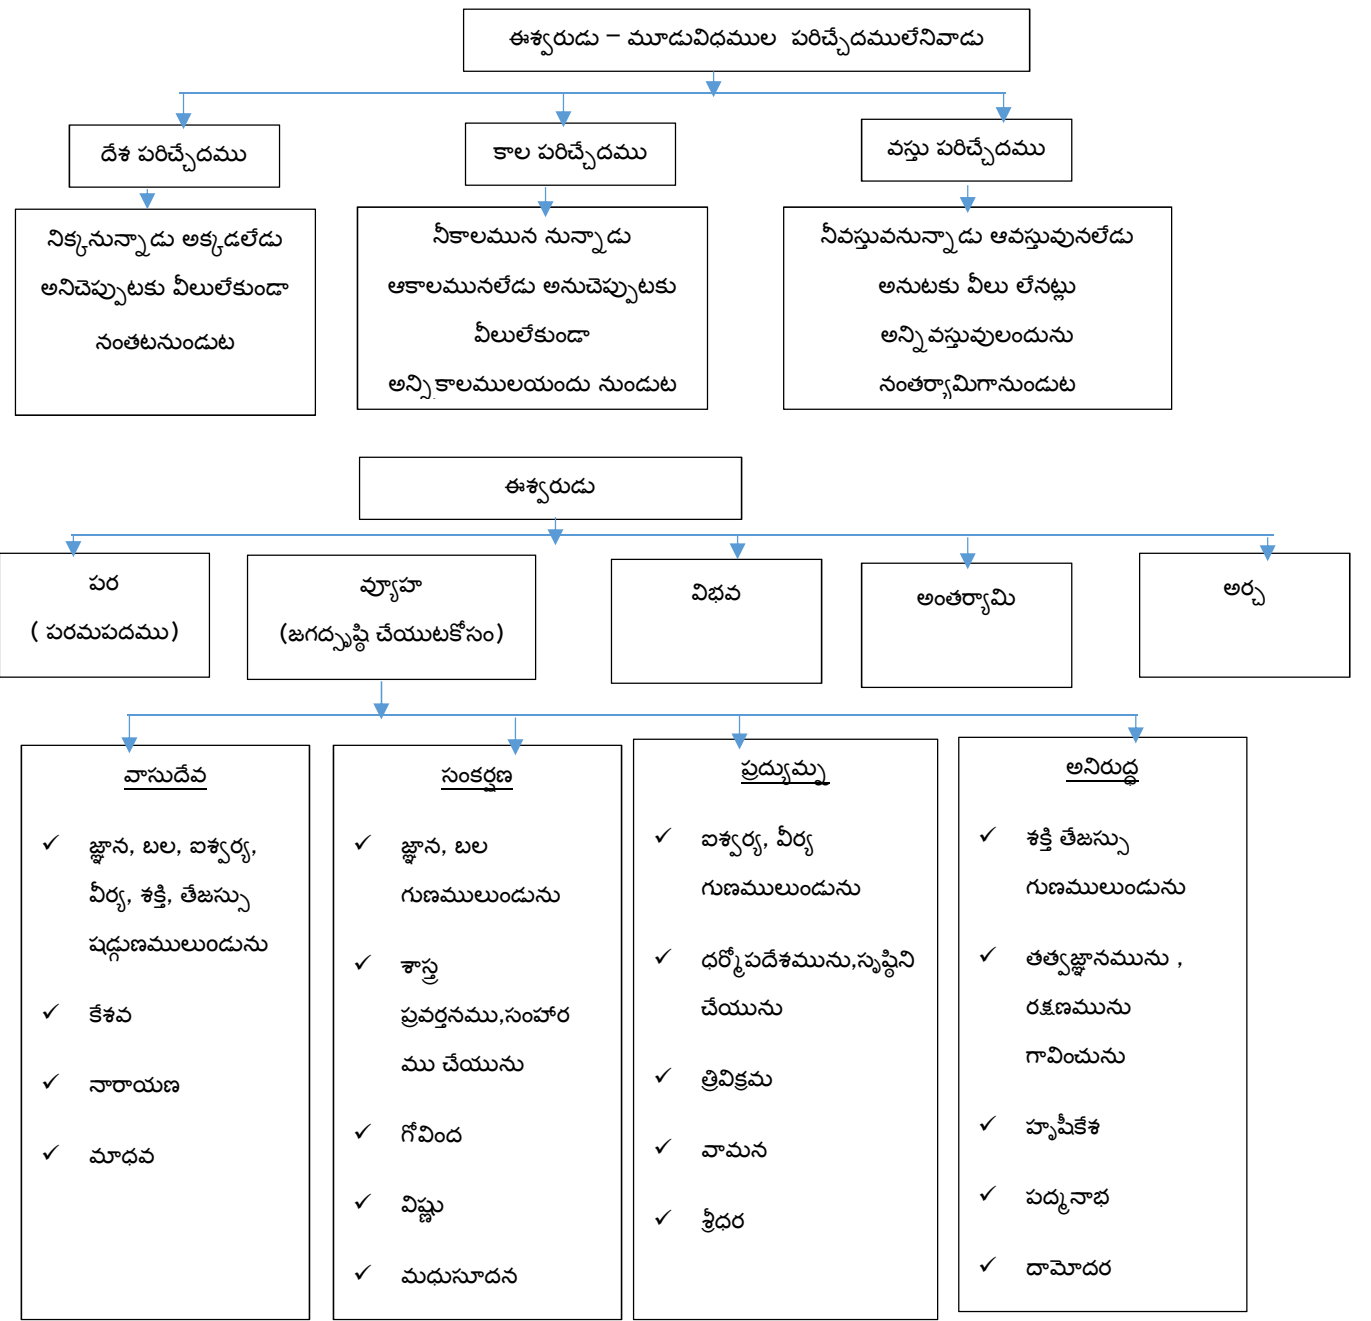 ఈశ్వరుడు – మూడువిధముల పరిచ్ఛేదములేనివాడు
దేశ పరిచ్ఛేదము
కాల పరిచ్ఛేదము
వస్తు పరిచ్ఛేదము
నిక్కనున్నాడు అక్కడలేడు
అనిచెప్పుటకు వీలులేకుండా
నంతటనుండుట
నీకాలమున నున్నాడు
ఆకాలమునలేడు అనుచెప్పుటకు
వీలులేకుండా
అన్నికాలములయందు నుండుట
నీవస్తువనున్నాడు ఆవస్తువునలేడు
అనుటకు వీలు లేనట్లు
అన్నివస్తువులందును
నంతర్యామిగానుండుట
ఈశ్వరుడు
పర
( పరమపదము)
వ్యూహ
(జగద్సృష్ఠి చేయుటకోసం)
విభవ
అంతర్యామి
అర్చ
వాసుదేవ
✓ జ్ఞాన, బల, ఐశ్వర్య,
వీర్య, శక్తి, తేజస్సు
షడ్గుణములుండును
✓ కేశవ
✓ నారాయణ
✓ మాధవ
సంకర్షణ
✓ జ్ఞాన, బల
గుణములుండును
✓ శాస్త్ర
ప్రవర్తనము,సంహార
ము చేయును
✓ గోవింద
✓ విష్ణు
✓ మధుసూదన
ప్రద్యుమ్న
✓ ఐశ్వర్య, వీర్య
గుణములుండును
✓ ధర్మోపదేశమును,సృష్ఠిని
చేయును
✓ త్రివిక్రమ
✓ వామన
✓ శ్రీధర
అనిరుద్ధ
✓ శక్తి తేజస్సు
గుణములుండును
✓ తత్వజ్ఞానమును ,
రక్షణమును
గావించును
✓ హృషీకేశ
✓ పద్మనాభ
✓ దామోదర